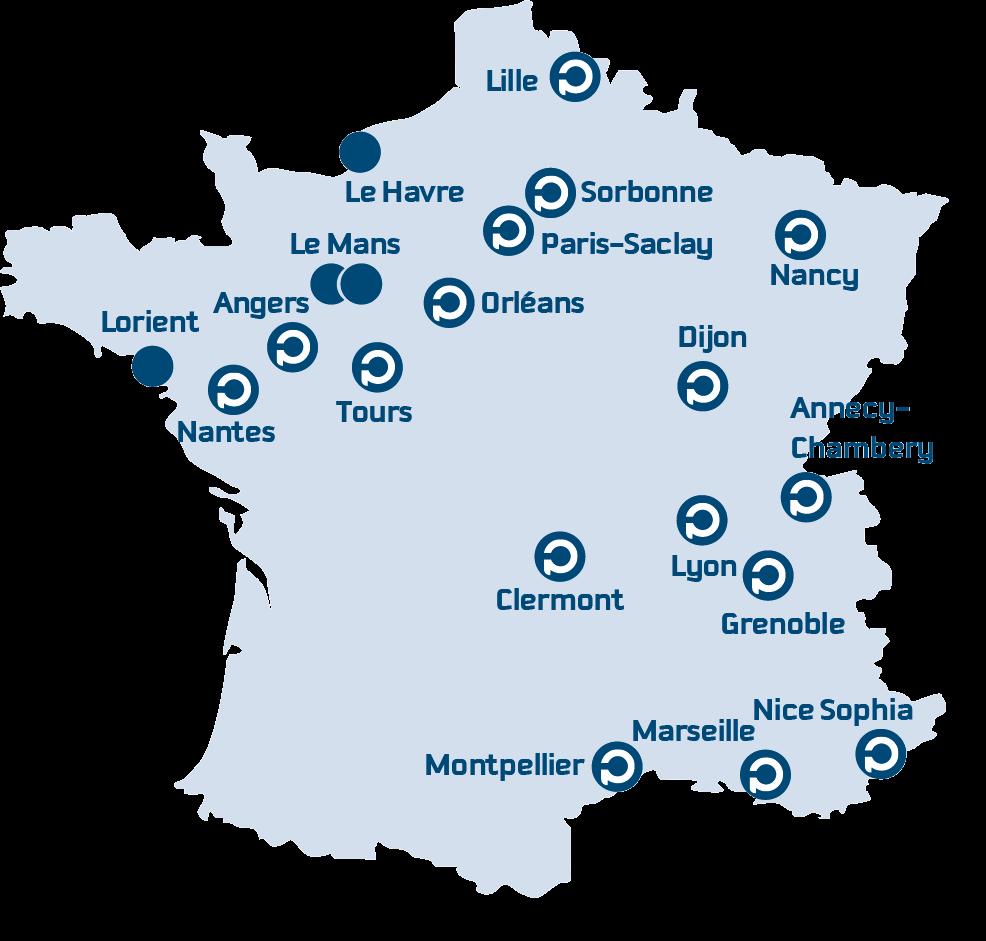 Lille
Le Havre
Sorbonne
Le Mans
Paris-Saclay
Nancy
Angers
Orléans
Lorient
Dijon
Tours
Annecy-
Chambery
Nantes
Lyon
Clermont
Grenoble
Nice Sophia
Marseille
Montpellier